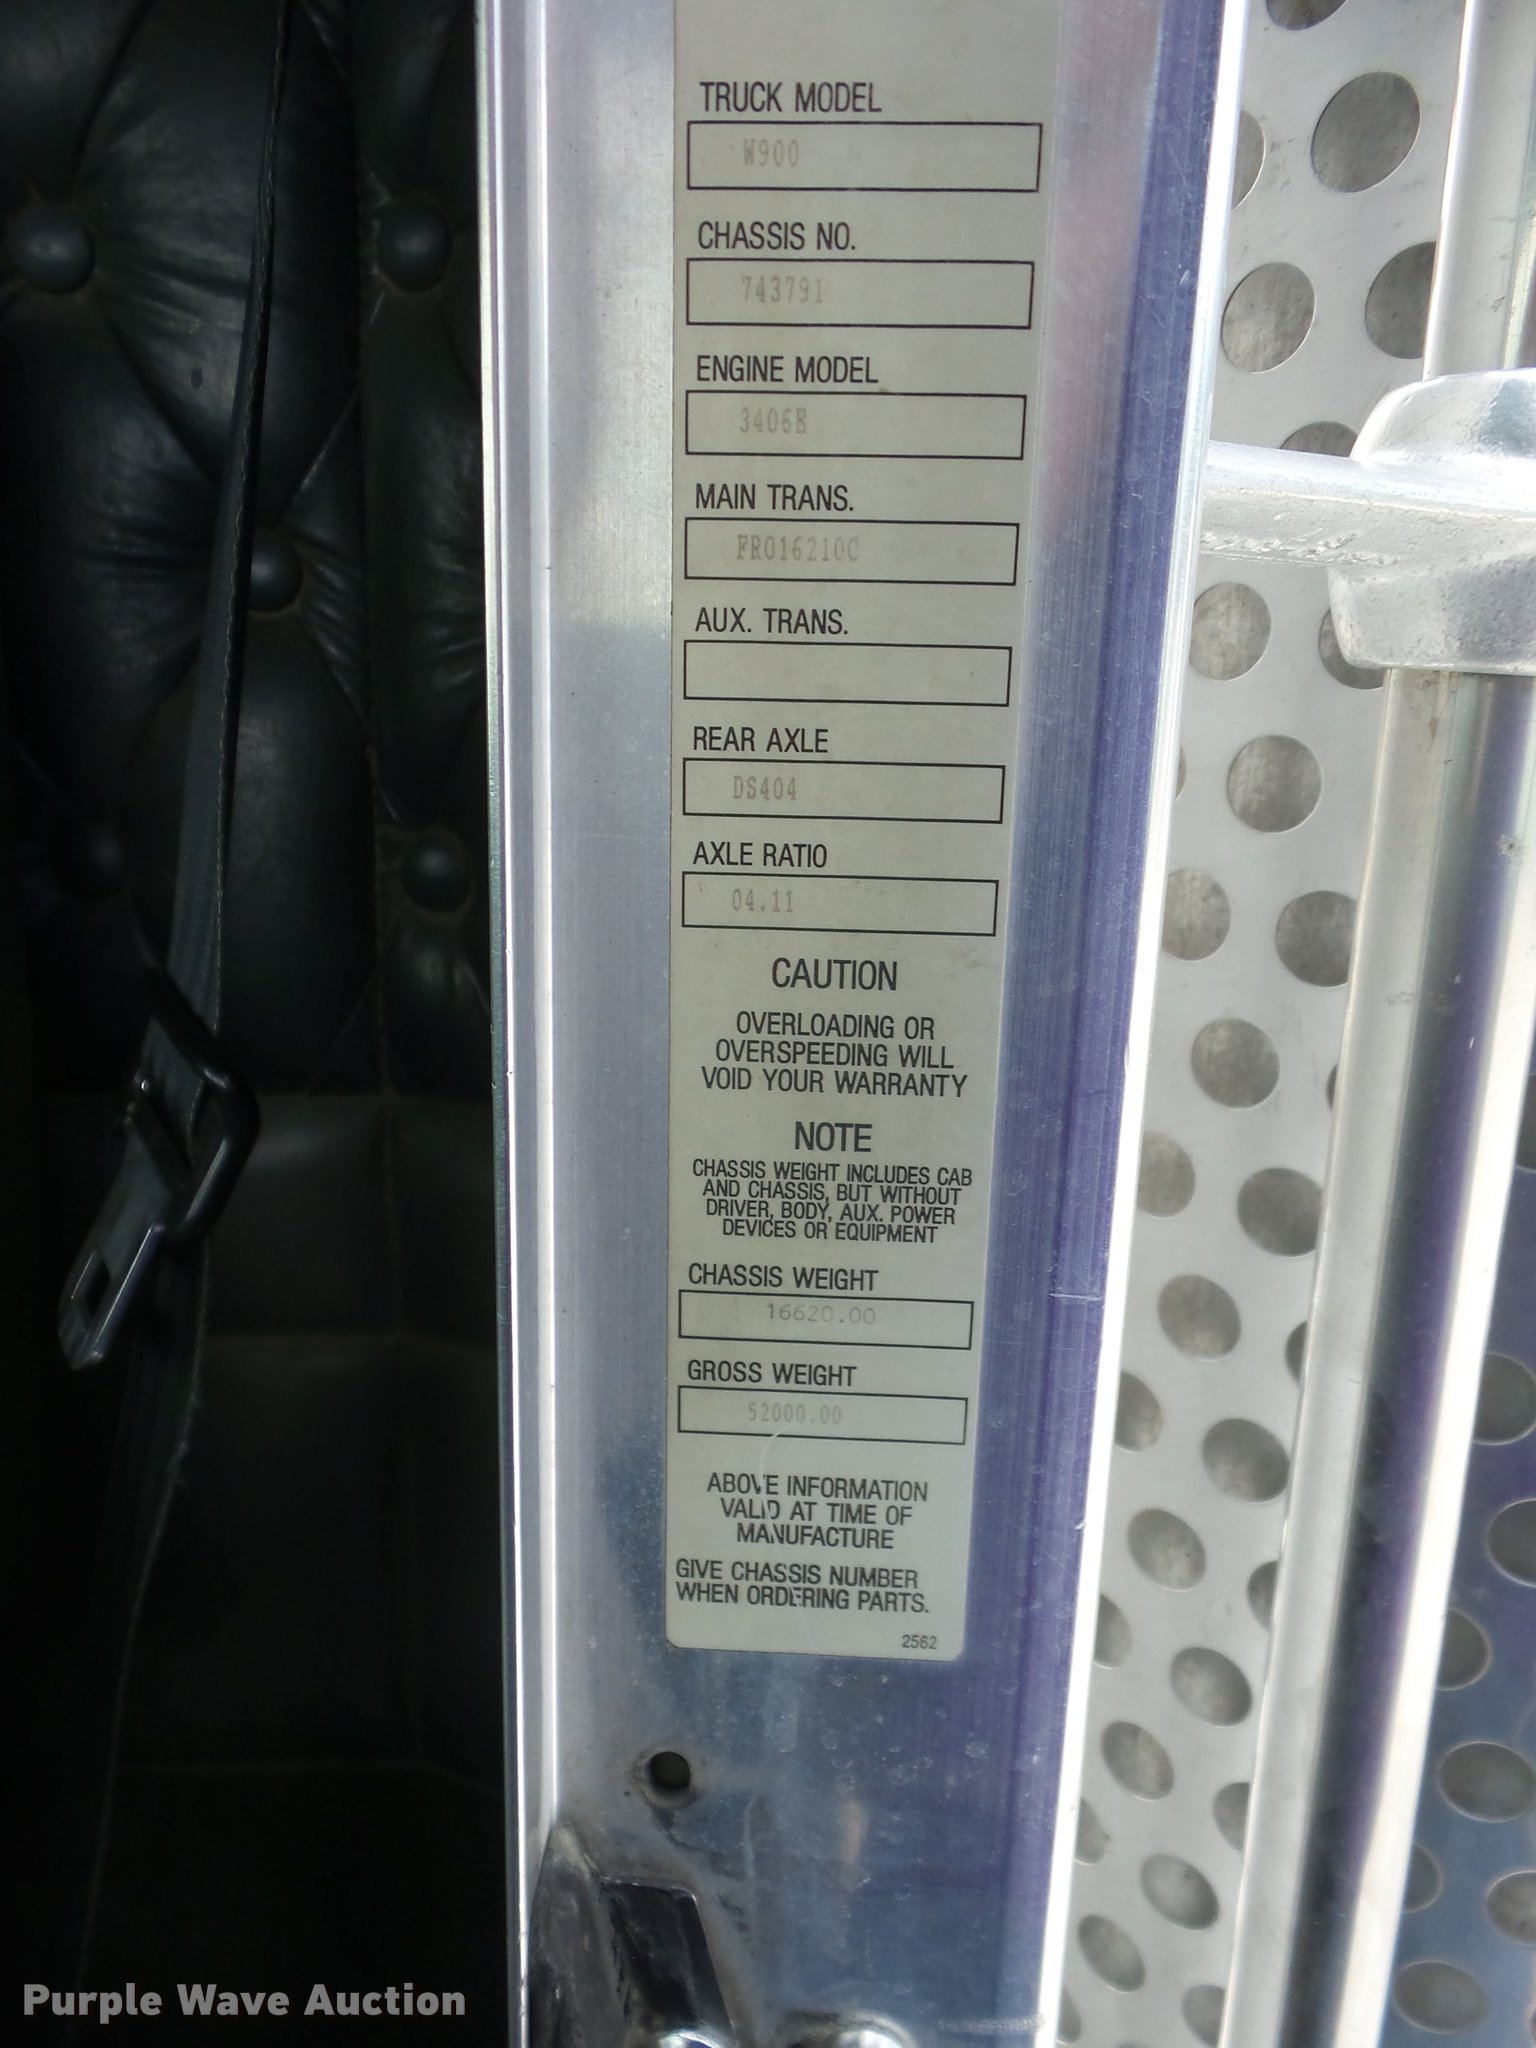 TRUCK MODEL
W900
CHASSIS NO.
743791
ENGINE MODEL
3406E
MAIN TRANS.
FRO16210C
AUX. TRANS.
REAR AXLE
DS404
AXLE RATIO
04.11
CAUTION
OVERLOADING OR
OVERSPEEDING WILL
VOID YOUR WARRANTY
NOTE
CHASSIS WEIGHT INCLUDES CAB
AND CHASSIS, BUT WITHOUT
DRIVER, BODY, AUX. POWER
DEVICES OR EQUIPMENT
CHASSIS WEIGHT
16620.00
GROSS WEIGHT
52000.00
ABOVE INFORMATION
VALID AT TIME OF
MANUFACTURE
GIVE CHASSIS NUMBER
WHEN ORDERING PARTS.
2562
Purple Wave Auction